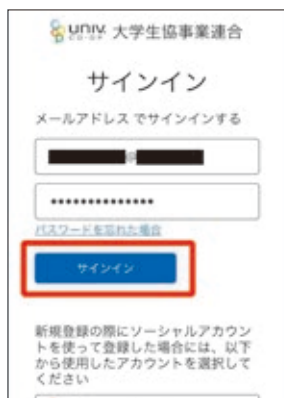 univ. CO-OP 大学生協事業連合
サインイン
メールアドレス でサインインする
@
••••••••••••••
パスワードを忘れた場合
サインイン
新規登録の際にソーシャルアカウン
トを使って登録した場合には、以下
から使用したアカウントを選択して
ください